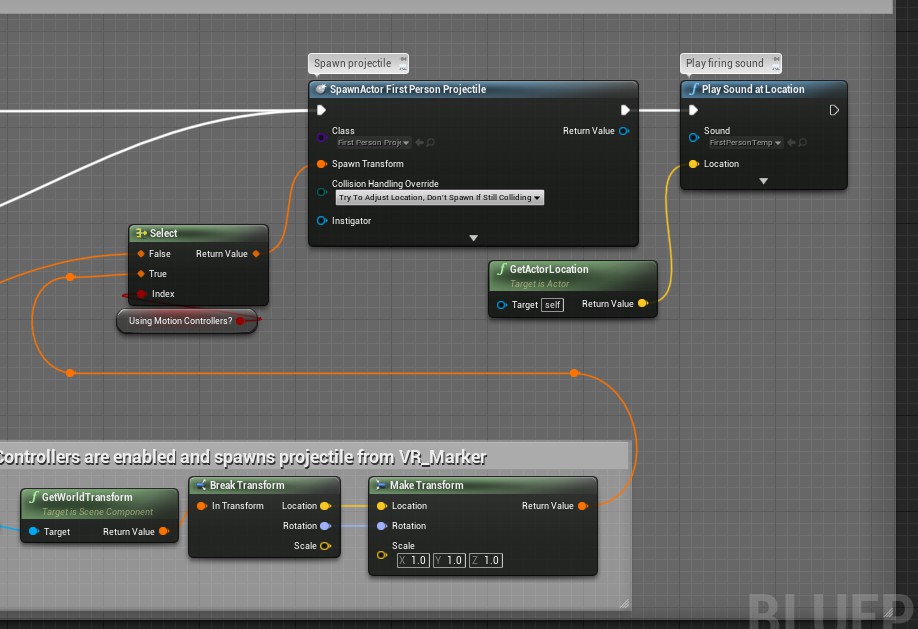 Spawn projectile
Play firing sound
SpawnActor First Person Projectile
Class
First Person Proj
Return Value
Spawn Transform
Collision Handling Override
Try To Adjust Location, Don't Spawn If Still Colliding
Instigator
Play Sound at Location
Sound
FirstPersonTemp
Location
Select
False
Return Value
True
Index
Using Motion Controllers?
GetActorLocation
Target is Actor
Target
self
Return Value
Controllers are enabled and spawns projectile from VR_Marker
GetWorldTransform
Target is Scene Component
Target
Return Value
Break Transform
In Transform
Location
Rotation
Scale
Make Transform
Location
Return Value
Rotation
Scale
X 1.0 Y 1.0 Z 1.0
BLUEP